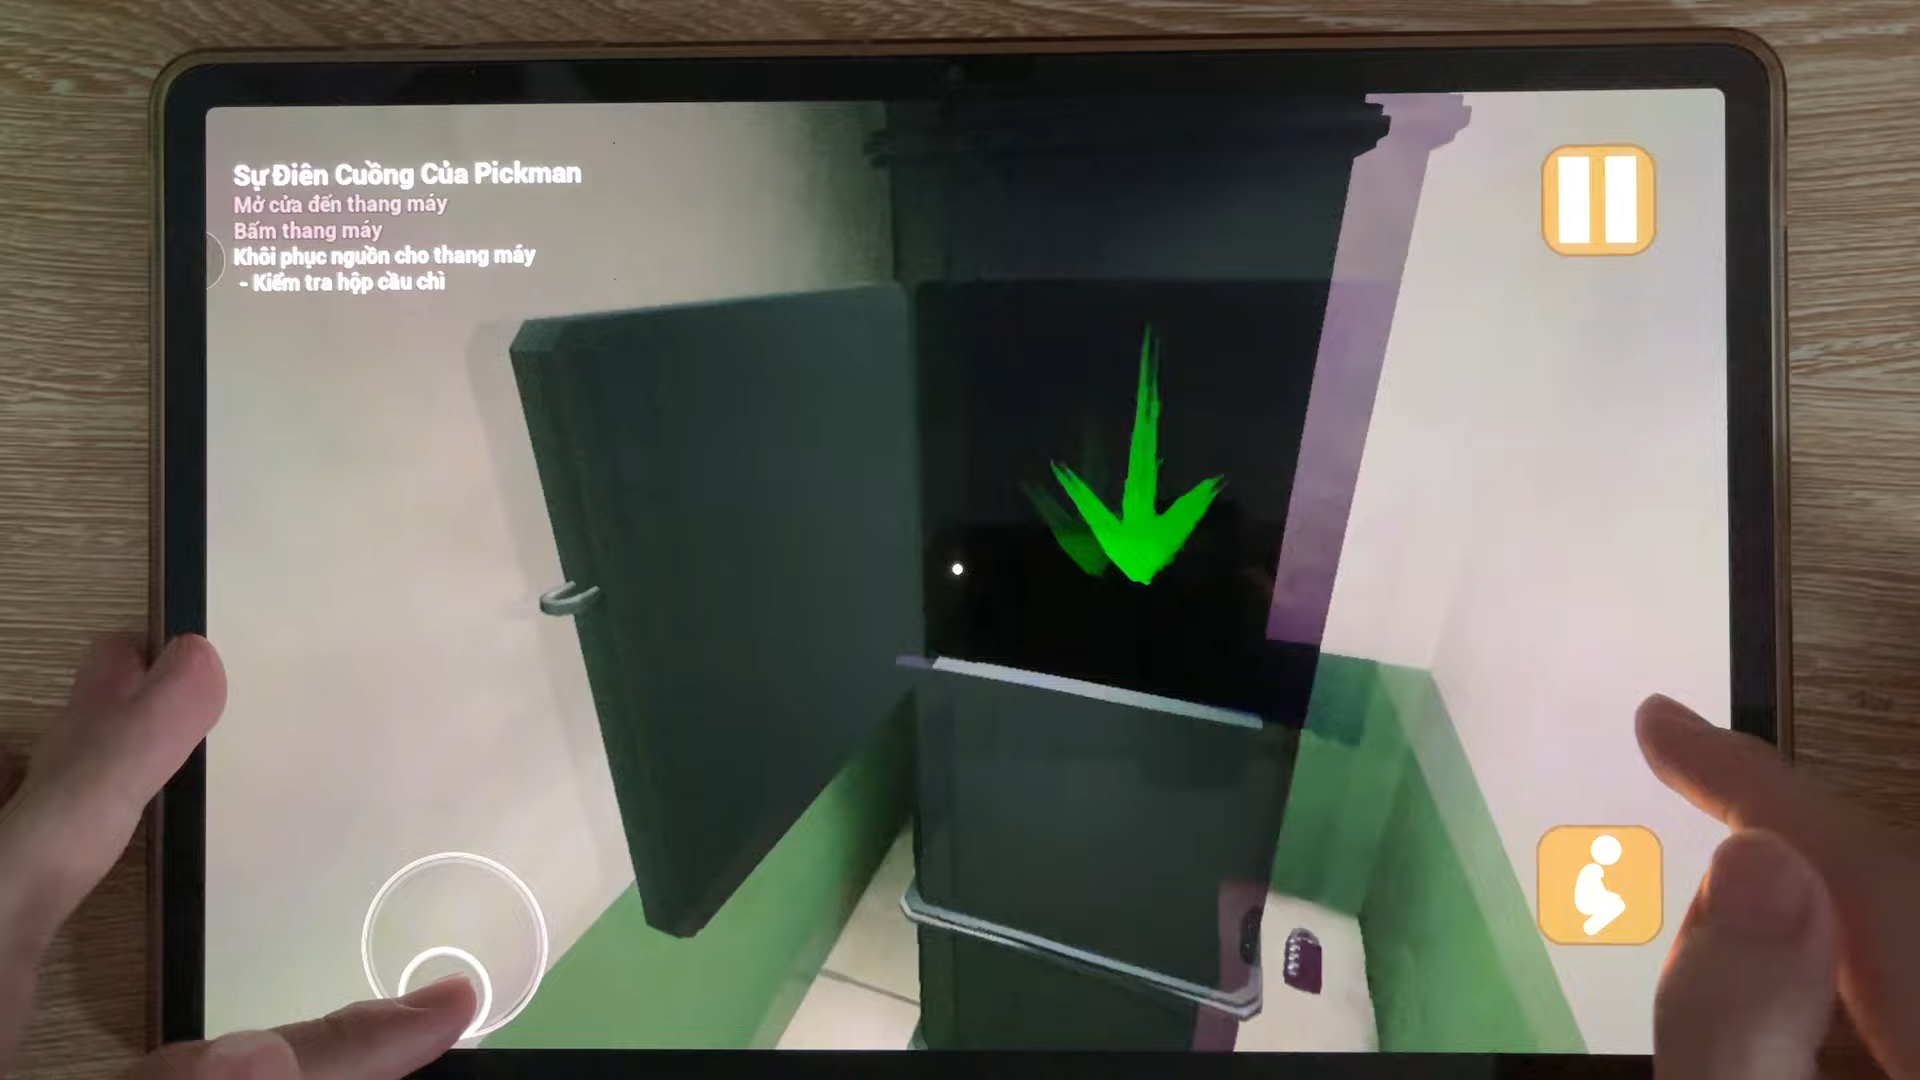 Sự Điên Cuồng Của Pickman
Mở cửa đến thang máy
Bấm thang máy
Khôi phục nguồn cho thang máy
- Kiểm tra hộp cầu chì